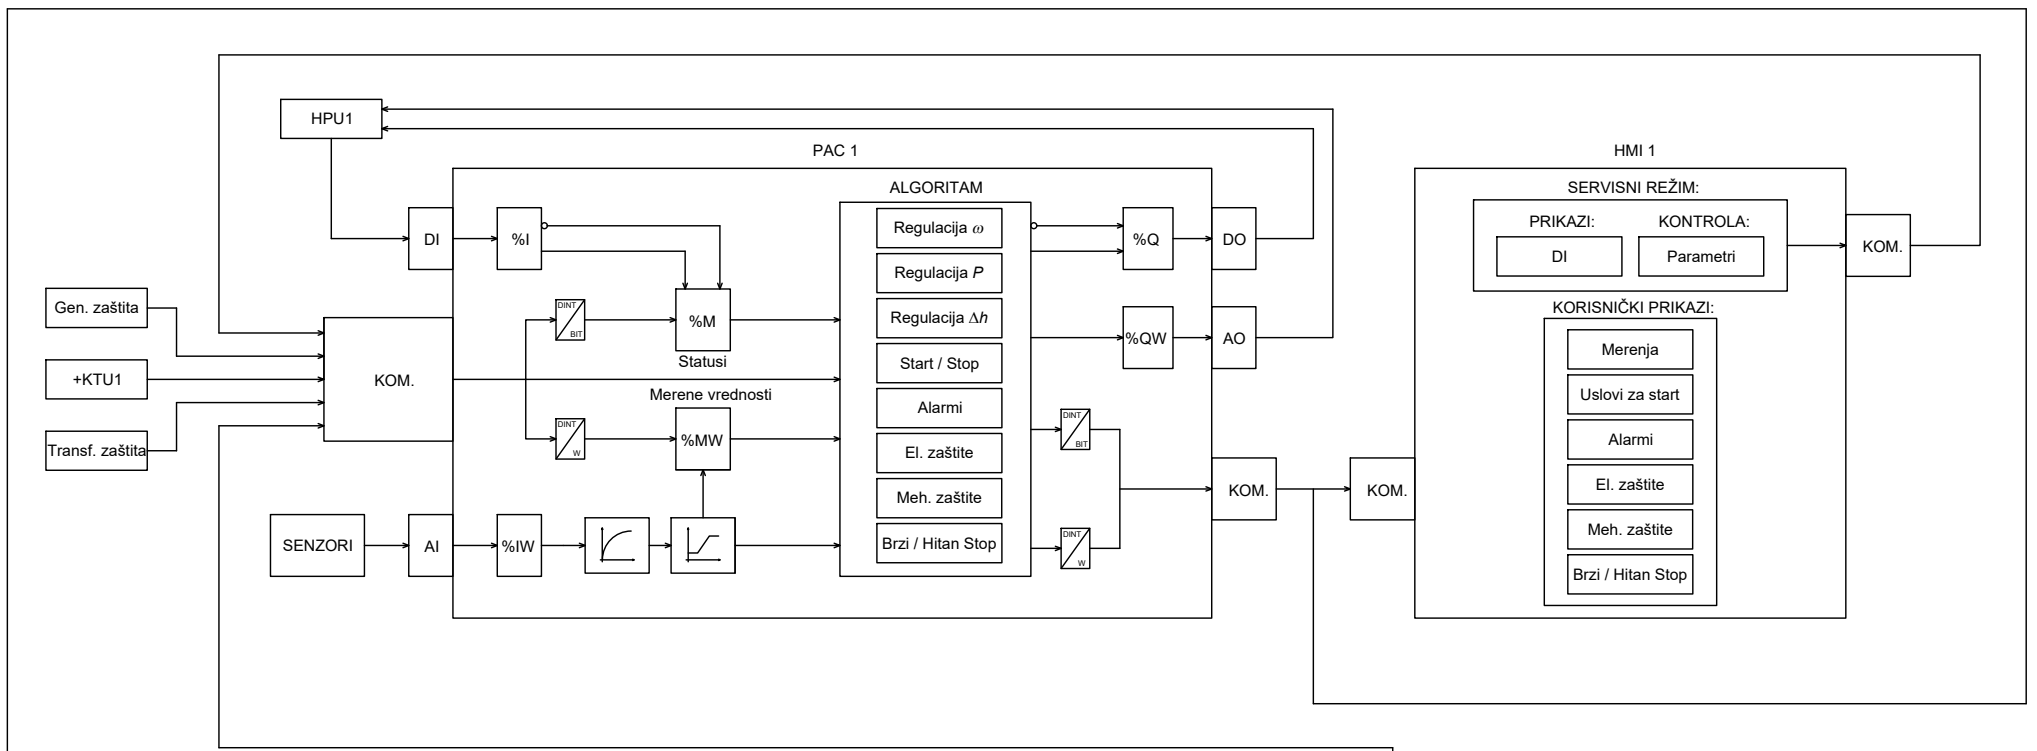 HPU1
PAC 1
HMI 1
ALGORITAM
SERVISNI REŽIM:
PRIKAZI:
KONTROLA:
DI
Parametri
KOM.
KORISNIČKI PRIKAZI:
Merenja
Uslovi za start
Alarmi
El. zaštite
Meh. zaštite
Brzi / Hitan Stop
DI
%I
Regulacija ω
Regulacija P
Regulacija Δh
Start / Stop
Alarmi
El. zaštite
Meh. zaštite
Brzi / Hitan Stop
%Q
DO
%QW
AO
Gen. zaštita
+KTU1
Transf. zaštita
KOM.
DINT
BIT
%M
Statusi
Merene vrednosti
DINT
W
%MW
DINT
BIT
DINT
W
KOM.
KOM.
SENZORI
AI
%IW